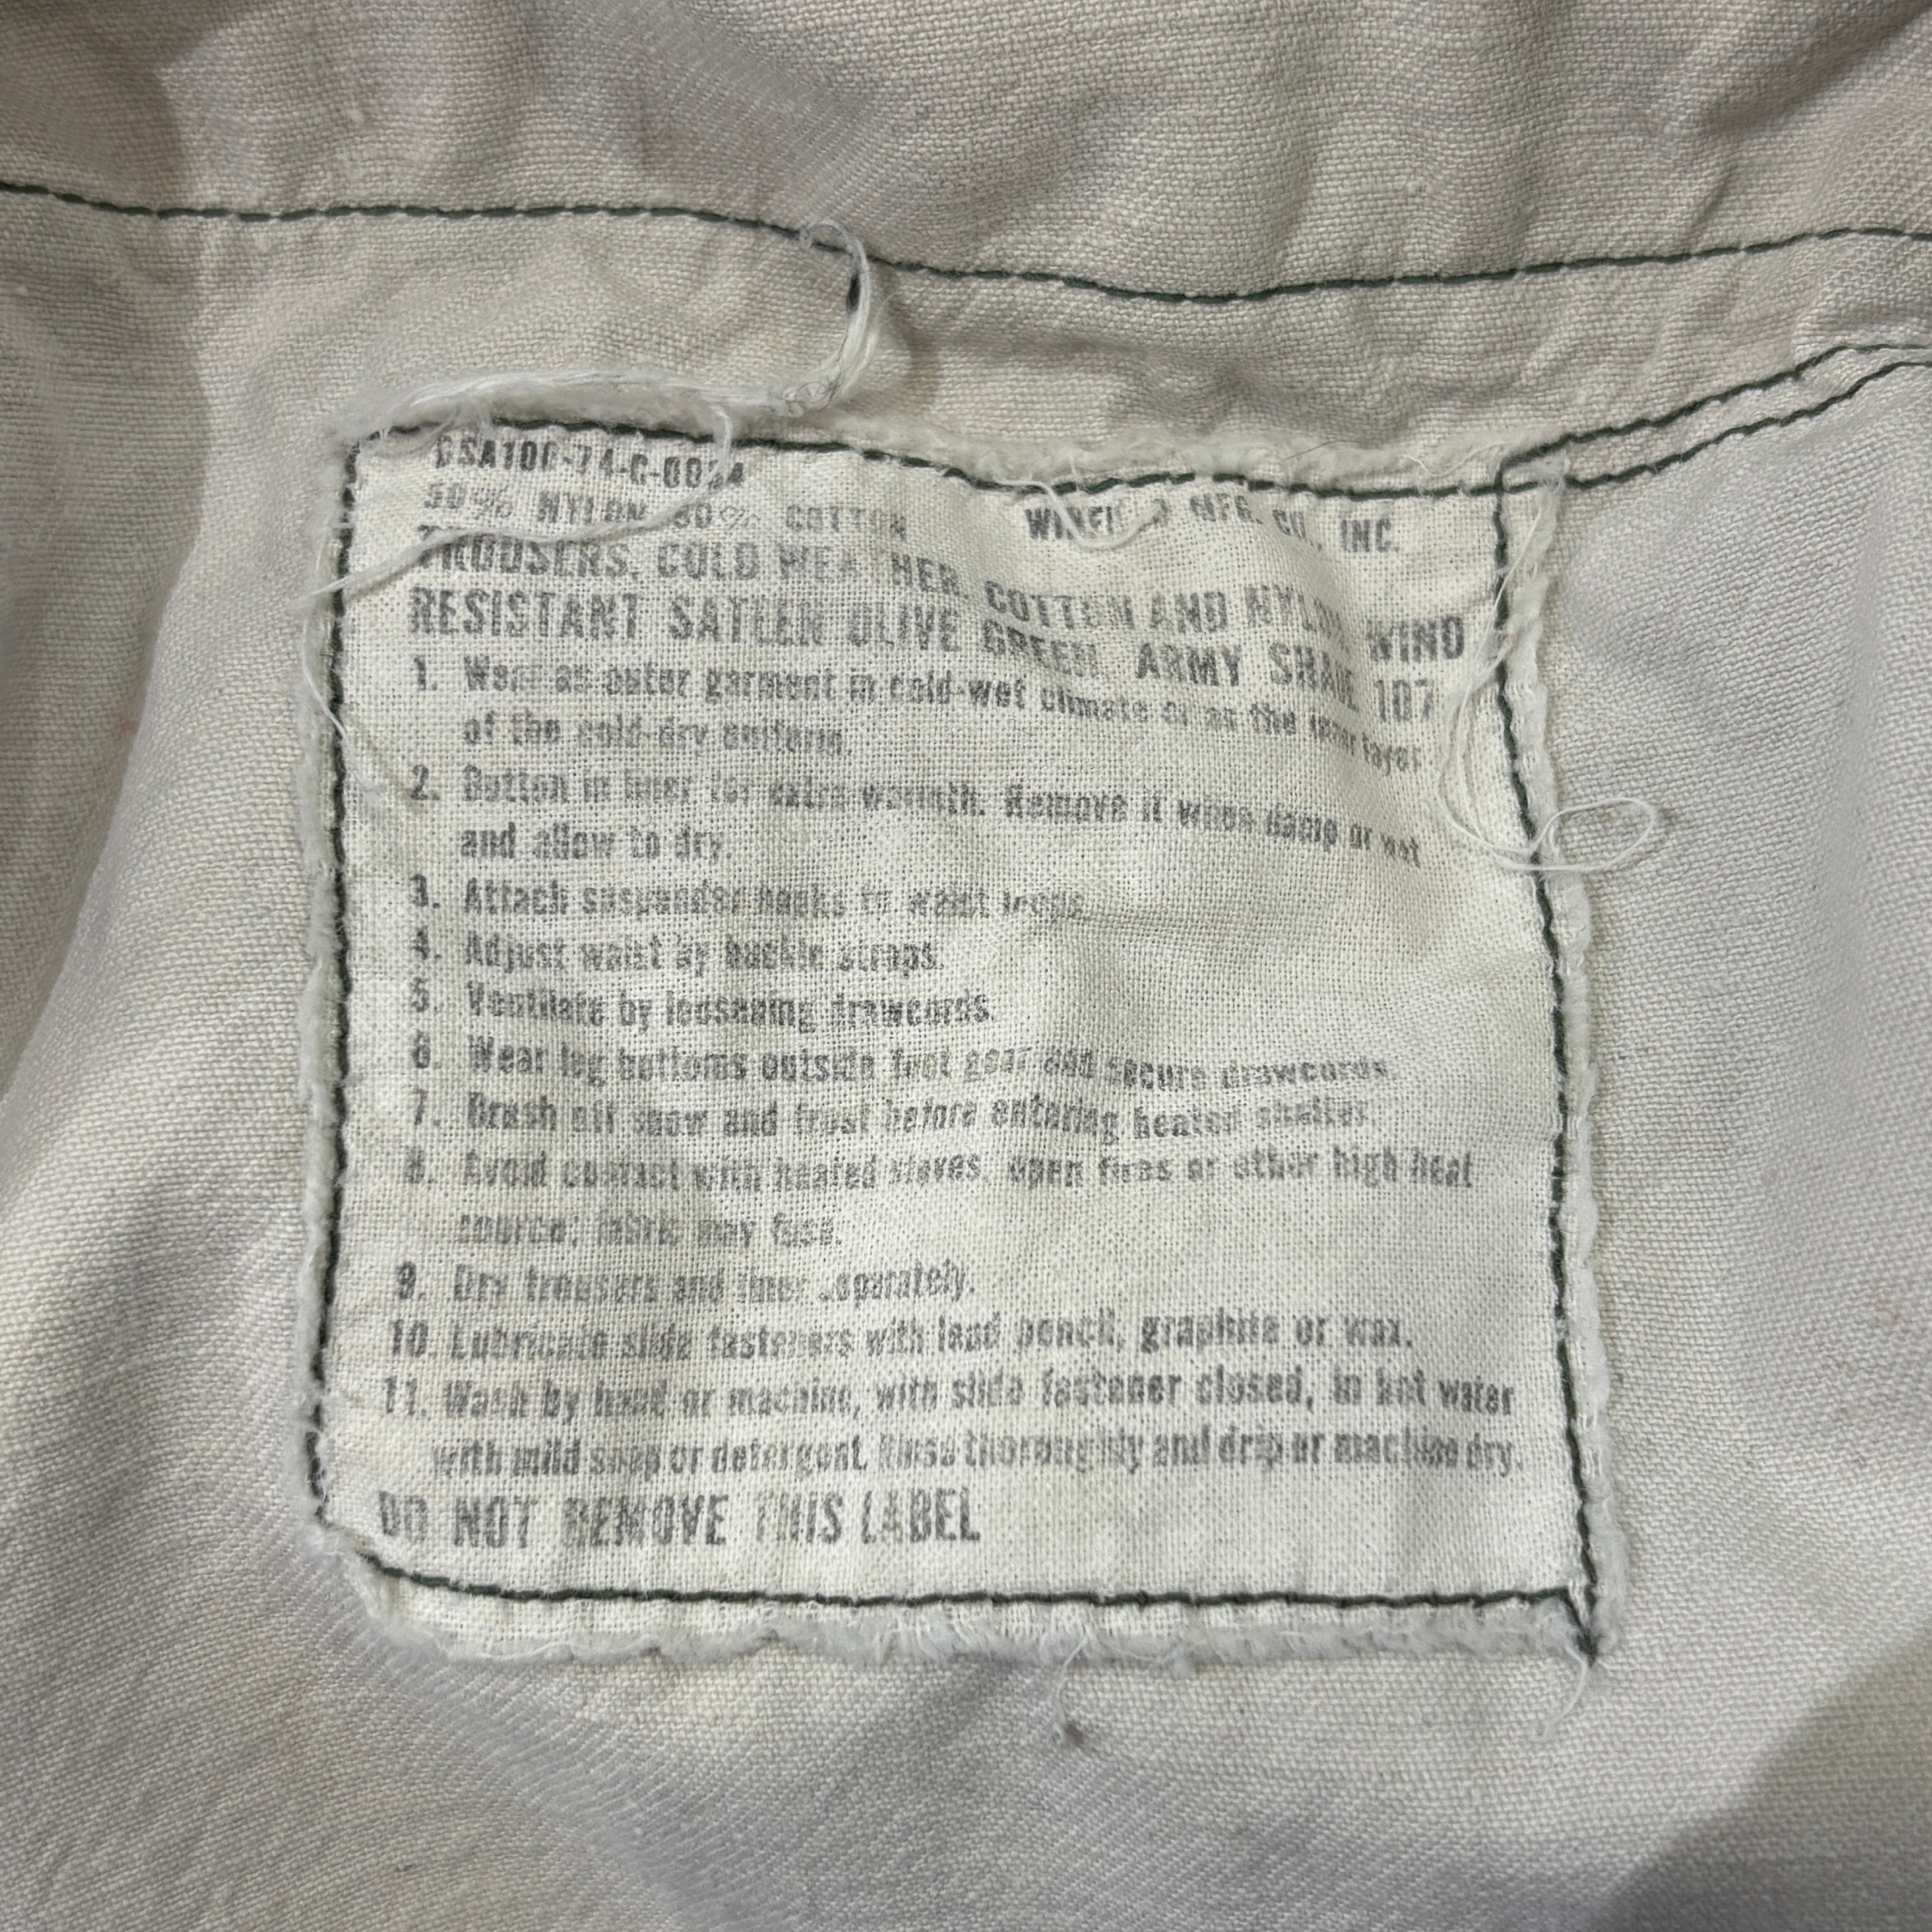 DSA100-74-C-0034
50% NYLON 50% COTTON MFG. CO., INC.
TROUSERS, COLD WEATHER, COTTON AND NYLON WIND
RESISTANT SATEEN OLIVE GREEN, ARMY SHADE 107
1. Wear as outer garment in cold-wet climate or as the inner layer
of the cold-dry uniform.
2. Button in liner for extra warmth. Remove it when damp or wet
and allow to dry.
3. Attach suspender hooks to waist loops.
4. Adjust waist by buckle straps.
5. Ventilate by loosening drawcords.
6. Wear leg bottoms outside foot gear and secure drawcords.
7. Brush off snow and frost before entering heated shelter.
8. Avoid contact with heated stoves, open fires or other high heat
source; fabric may fuse.
9. Dry trousers and liner separately.
10. Lubricate slide fasteners with lead pencil, graphite or wax.
11. Wash by hand or machine, with slide fastener closed, in hot water
with mild soap or detergent. Rinse thoroughly and drip or machine dry.
DO NOT REMOVE THIS LABEL